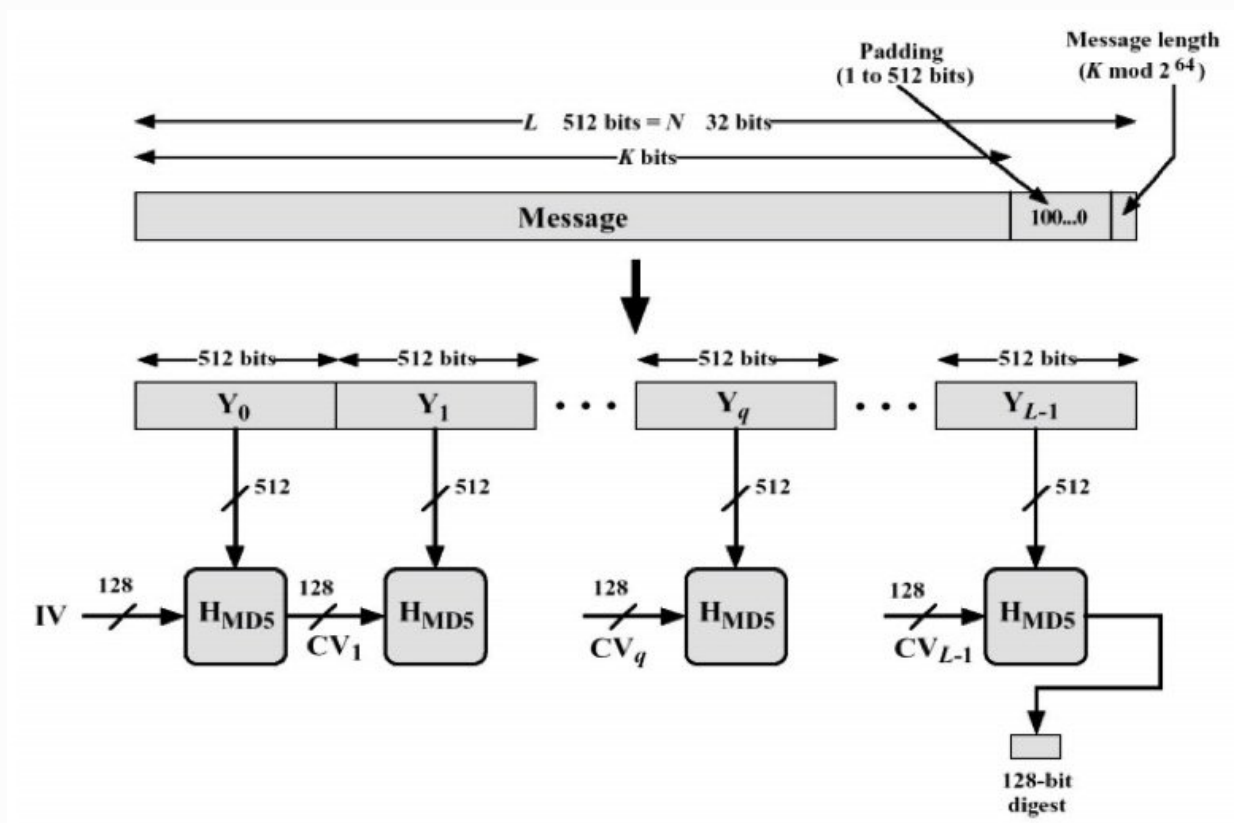 Padding
(1 to 512 bits)
Message length
(K mod 2^64)
L 512 bits = N 32 bits
K bits
Message
100...0
512 bits
512 bits
512 bits
512 bits
Y0
Y1
• • •
Yq
• • •
YL-1
512
512
512
512
IV
128
HMD5
128
CV1
HMD5
128
CVq
HMD5
128
CVL-1
HMD5
128-bit
digest